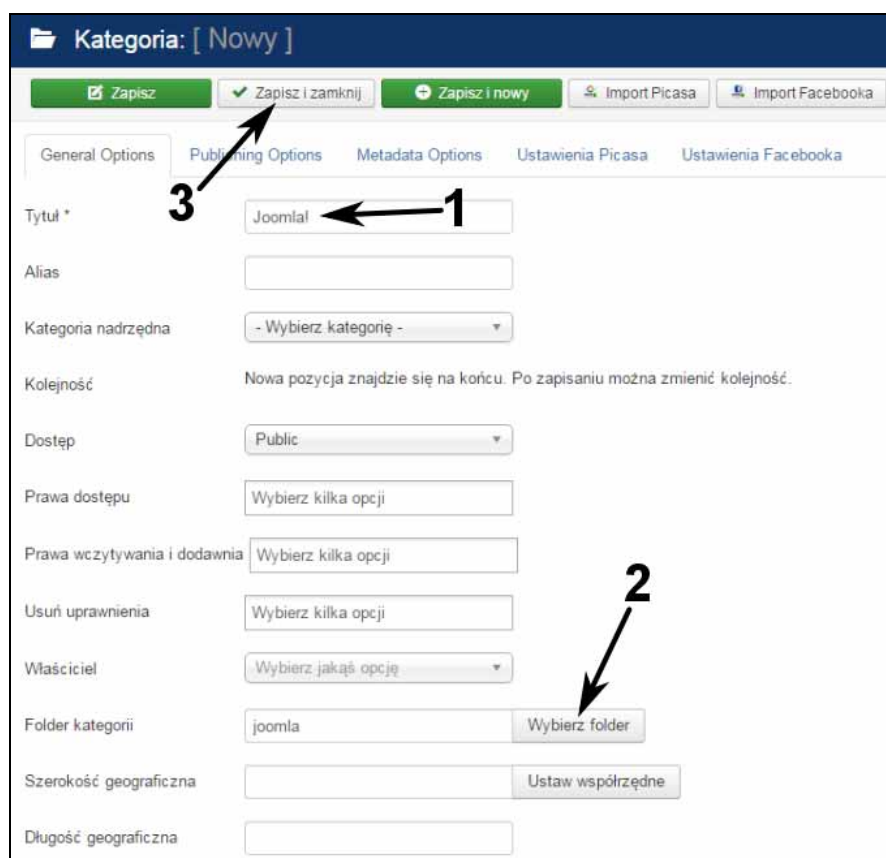 Kategoria: [ Nowy ]
Zapisz Zapisz i zamknij Zapisz i nowy Import Picasa Import Facebooka
General Options Publishing Options Metadata Options Ustawienia Picasa Ustawienia Facebooka
3
Tytuł * Joomla! 1
Alias
Kategoria nadrzędna - Wybierz kategorię -
Kolejność Nowa pozycja znajdzie się na końcu. Po zapisaniu można zmienić kolejność.
Dostęp Public
Prawa dostępu Wybierz kilka opcji
Prawa wczytywania i dodawnia Wybierz kilka opcji
2
Usuń uprawnienia Wybierz kilka opcji
Właściciel Wybierz jakąś opcję
Folder kategorii joomla Wybierz folder
Szerokość geograficzna Ustaw współrzędne
Długość geograficzna